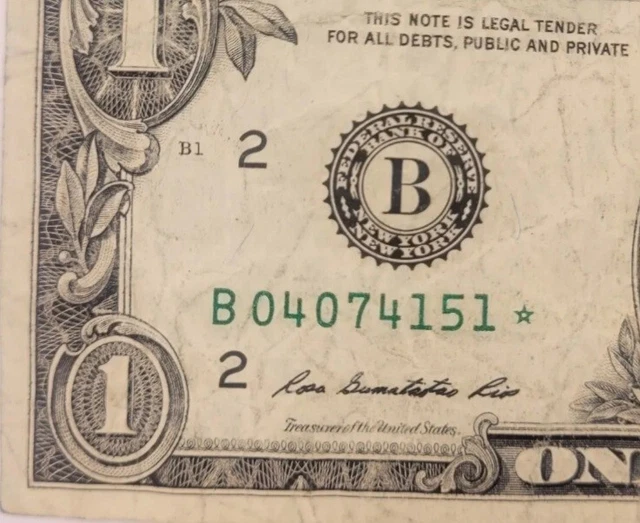 1
THIS NOTE IS LEGAL TENDER
FOR ALL DEBTS, PUBLIC AND PRIVATE
B1
2
FEDERAL RESERVE
BANK OF
B
NEW YORK
NEW YORK
B 04074151 ☆
2
Rosa Gumataotao Rios
Treasurer of the United States.
1
ON